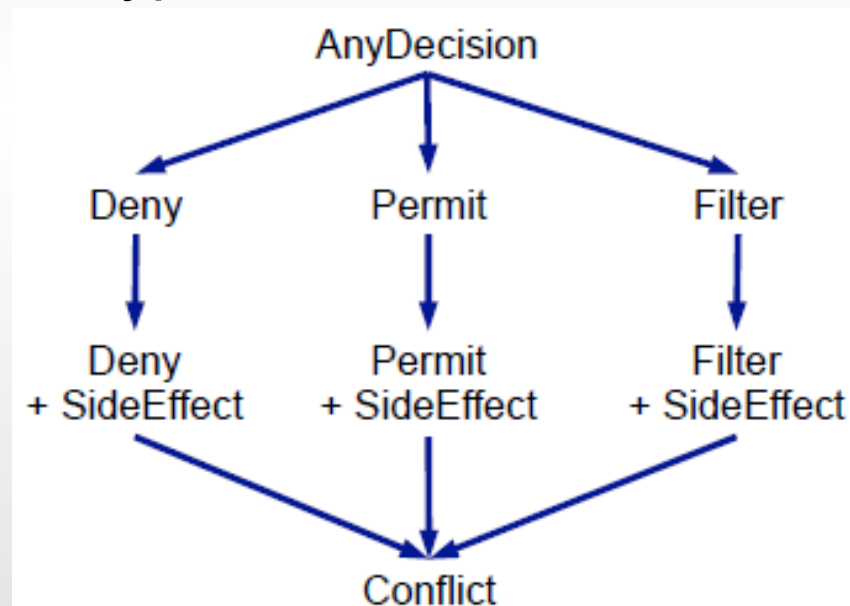 AnyDecision
Deny Permit Filter
Deny Permit Filter
+ SideEffect + SideEffect + SideEffect
Conflict